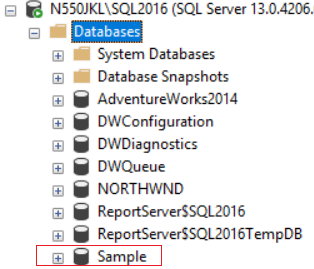 N550JKL\SQL2016 (SQL Server 13.0.4206.
Databases
System Databases
Database Snapshots
AdventureWorks2014
DWConfiguration
DWDiagnostics
DWQueue
NORTHWND
ReportServer$SQL2016
ReportServer$SQL2016TempDB
Sample